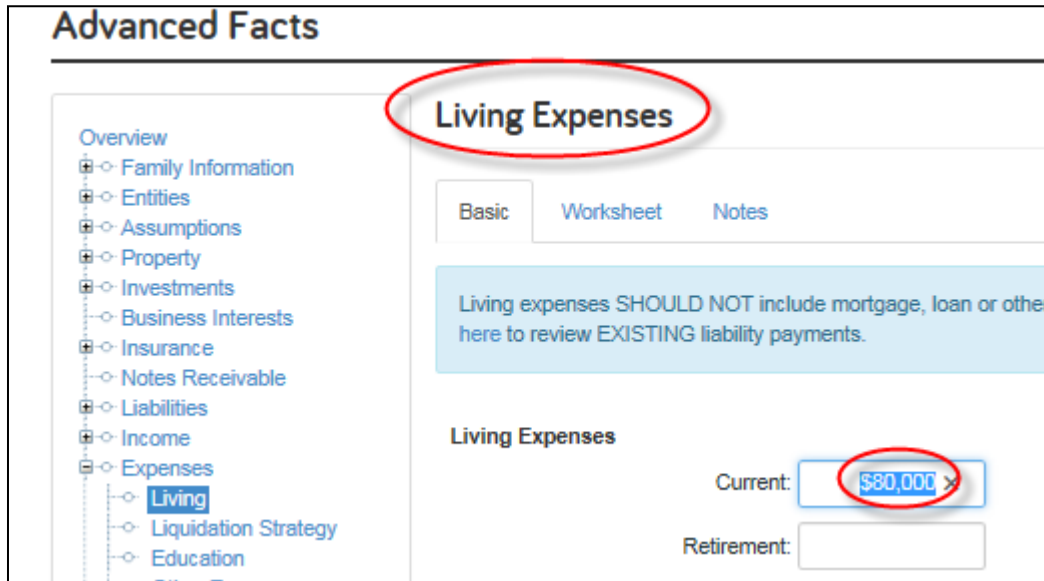 Advanced Facts
Overview
Family Information
Entities
Assumptions
Property
Investments
Business Interests
Insurance
Notes Receivable
Liabilities
Income
Expenses
Living
Liquidation Strategy
Education
Living Expenses
Basic Worksheet Notes
Living expenses SHOULD NOT include mortgage, loan or othe
here to review EXISTING liability payments.
Living Expenses
Current: $80,000 ×
Retirement: